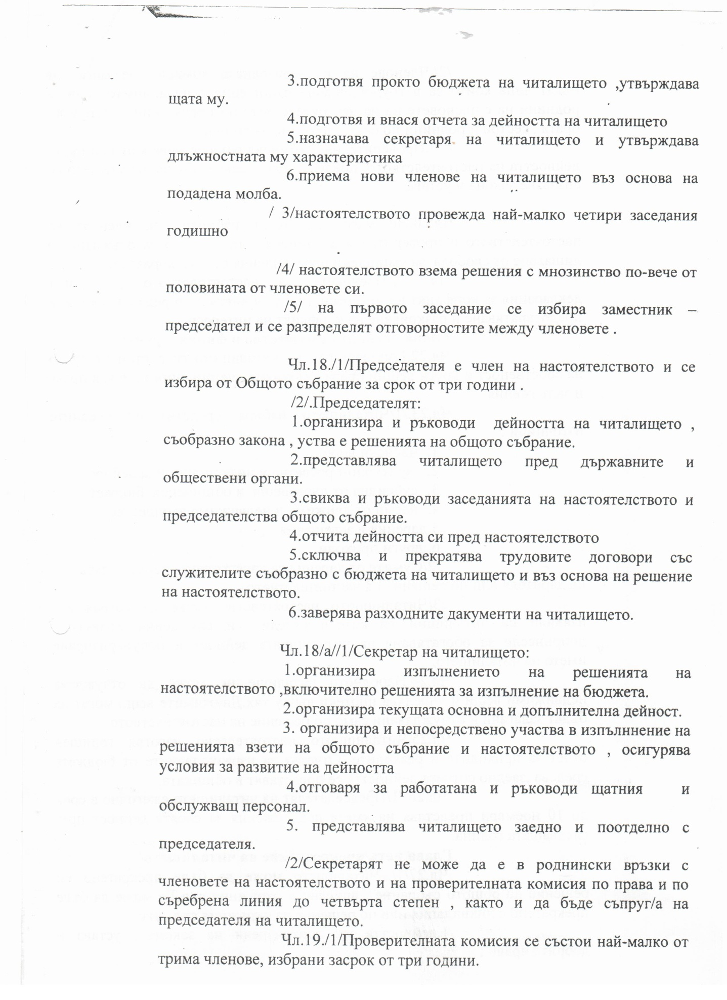 3.подготвя прокто бюджета на читалището ,утвърждава
щата му.
4.подготвя и внася отчета за дейността на читалището
5.назначава секретаря на читалището и утвърждава
длъжностната му характеристика
6.приема нови членове на читалището въз основа на
подадена молба.
/ 3/настоятелството провежда най-малко четири заседания
годишно
/4/ настоятелството взема решения с мнозинство по-вече от
половината от членовете си.
/5/ на първото заседание се избира заместник –
председател и се разпределят отговорностите между членовете .
Чл.18./1/Председателя е член на настоятелството и се
избира от Общото събрание за срок от три години .
/2/.Председателят:
1.организира и ръководи дейността на читалището ,
съобразно закона , уства е решенията на общото събрание.
2.представлява читалището пред държавните и
обществени органи.
3.свиква и ръководи заседанията на настоятелството и
председателства общото събрание.
4.отчита дейността си пред настоятелството
5.сключва и прекратява трудовите договори със
служителите съобразно с бюджета на читалището и въз основа на решение
на настоятелството.
6.заверява разходните дакументи на читалището.
Чл.18/а//1/Секретар на читалището:
1.организира изпълнението на решенията на
настоятелството ,включително решенията за изпълнение на бюджета.
2.организира текущата основна и допълнителна дейност.
3. организира и непосредствено участва в изпълннение на
решенията взети на общото събрание и настоятелството , осигурява
условия за развитие на дейността
4.отговаря за работатана и ръководи щатния и
обслужващ персонал.
5. представлява читалището заедно и поотделно с
председателя.
/2/Секретарят не може да е в роднински връзки с
членовете на настоятелството и на проверителната комисия по права и по
съребрена линия до четвърта степен , както и да бъде съпруг/а на
председателя на читалището.
Чл.19./1/Проверителната комисия се състои най-малко от
трима членове, избрани засрок от три години.